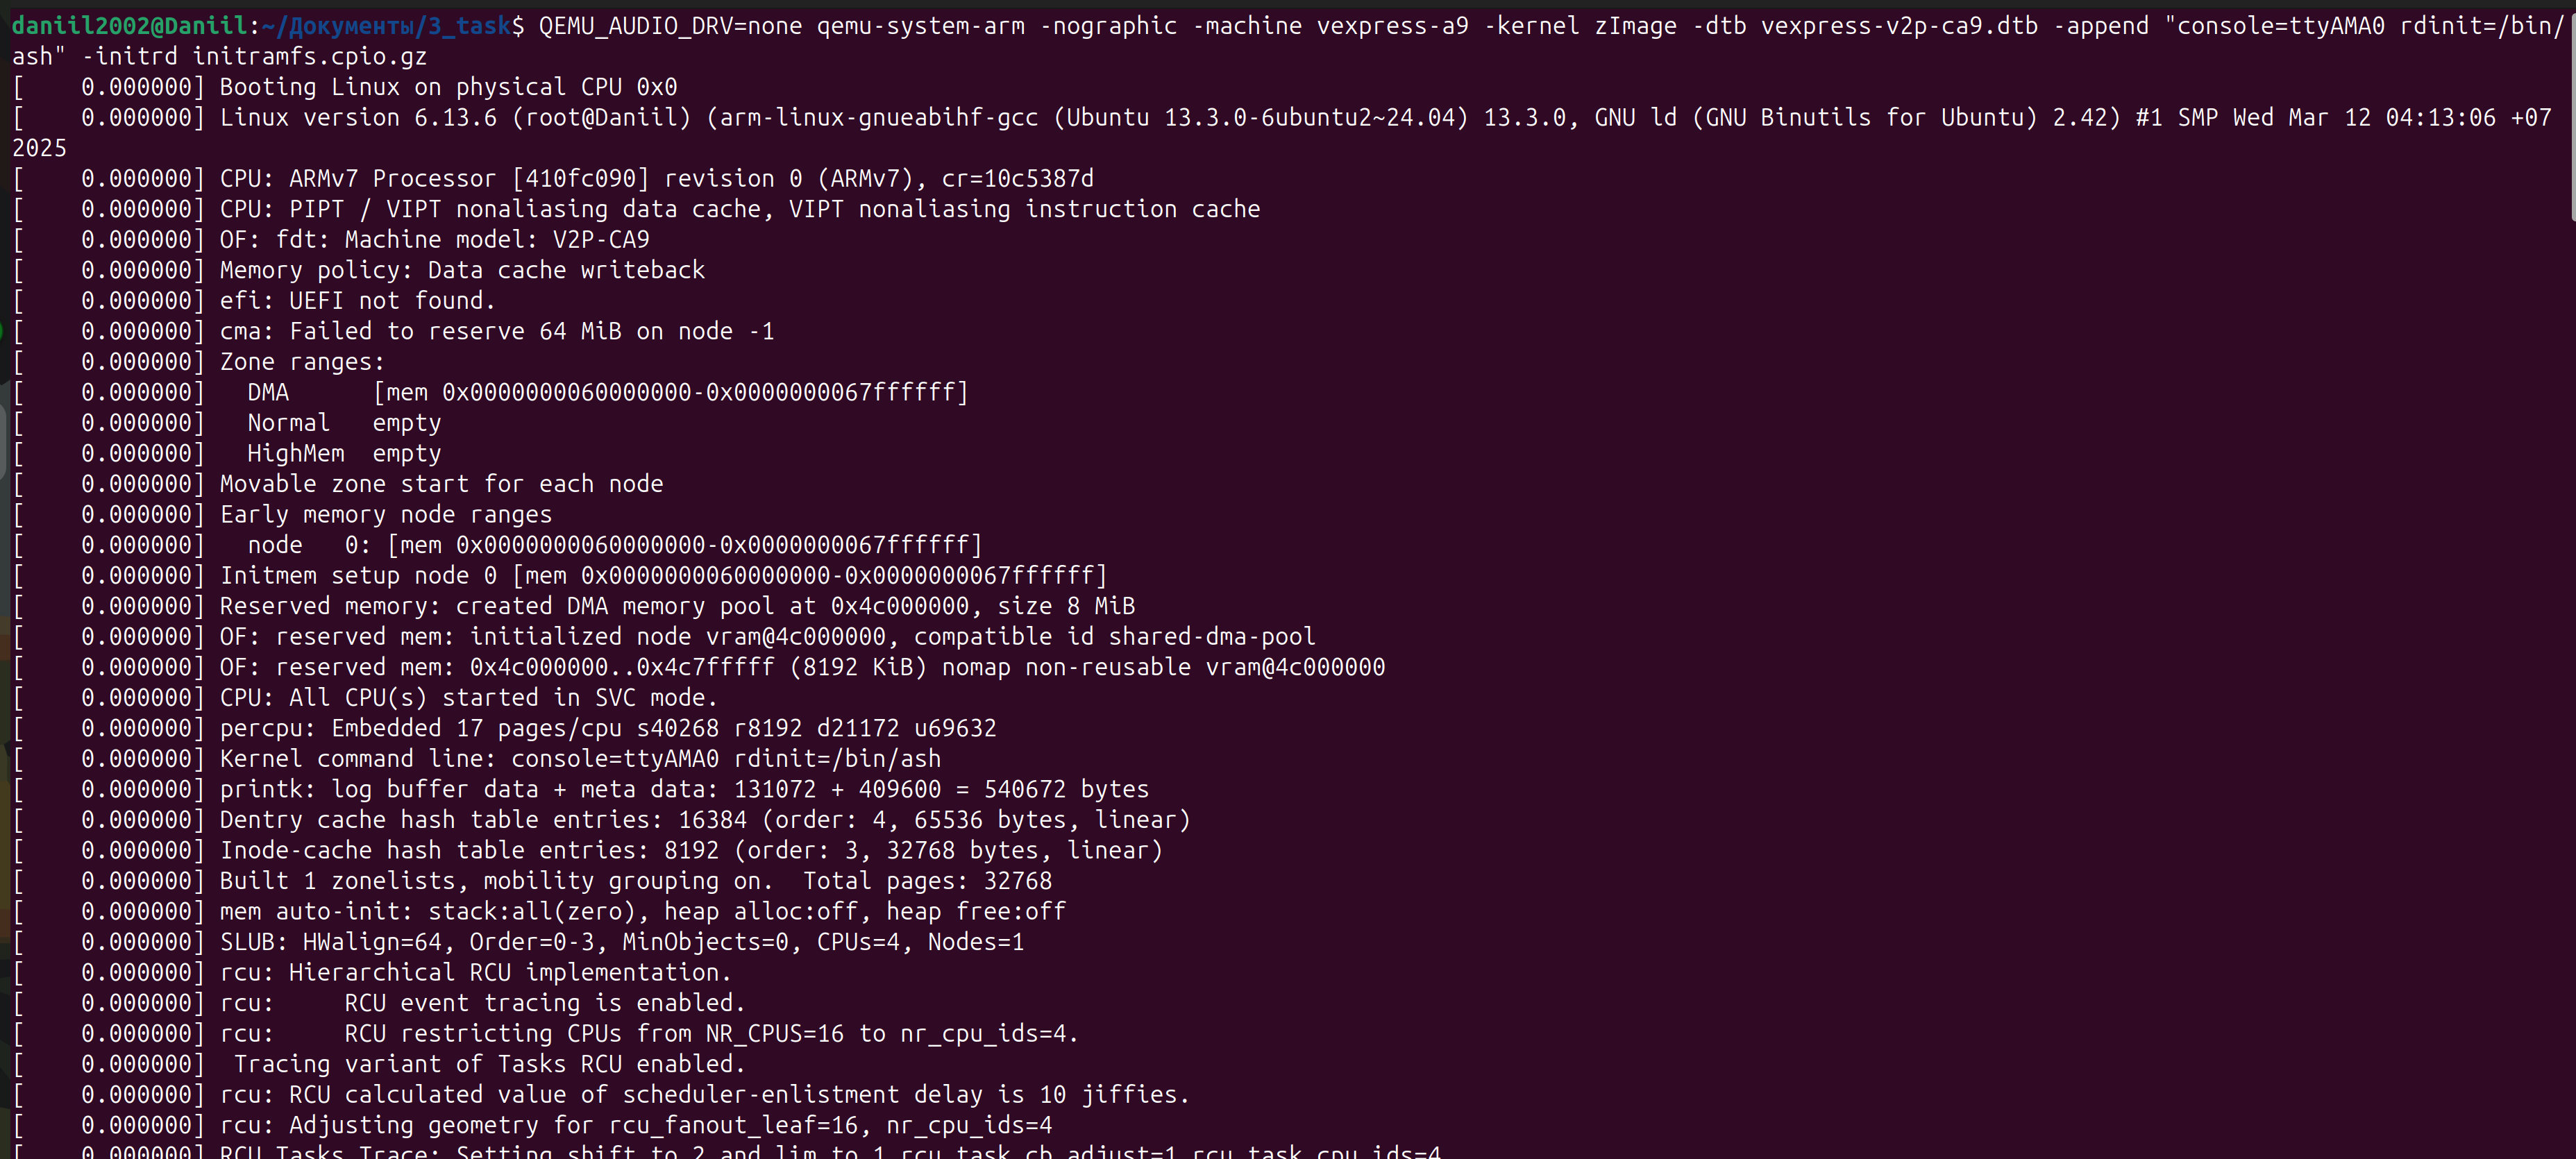 daniil2002@Daniil:~/Документы/3_task$ QEMU_AUDIO_DRV=none qemu-system-arm -nographic -machine vexpress-a9 -kernel zImage -dtb vexpress-v2p-ca9.dtb -append "console=ttyAMA0 rdinit=/bin/
ash" -initrd initramfs.cpio.gz
[    0.000000] Booting Linux on physical CPU 0x0
[    0.000000] Linux version 6.13.6 (root@Daniil) (arm-linux-gnueabihf-gcc (Ubuntu 13.3.0-6ubuntu2~24.04) 13.3.0, GNU ld (GNU Binutils for Ubuntu) 2.42) #1 SMP Wed Mar 12 04:13:06 +07
2025
[    0.000000] CPU: ARMv7 Processor [410fc090] revision 0 (ARMv7), cr=10c5387d
[    0.000000] CPU: PIPT / VIPT nonaliasing data cache, VIPT nonaliasing instruction cache
[    0.000000] OF: fdt: Machine model: V2P-CA9
[    0.000000] Memory policy: Data cache writeback
[    0.000000] efi: UEFI not found.
[    0.000000] cma: Failed to reserve 64 MiB on node -1
[    0.000000] Zone ranges:
[    0.000000]   DMA      [mem 0x0000000060000000-0x0000000067ffffff]
[    0.000000]   Normal   empty
[    0.000000]   HighMem  empty
[    0.000000] Movable zone start for each node
[    0.000000] Early memory node ranges
[    0.000000]   node   0: [mem 0x0000000060000000-0x0000000067ffffff]
[    0.000000] Initmem setup node 0 [mem 0x0000000060000000-0x0000000067ffffff]
[    0.000000] Reserved memory: created DMA memory pool at 0x4c000000, size 8 MiB
[    0.000000] OF: reserved mem: initialized node vram@4c000000, compatible id shared-dma-pool
[    0.000000] OF: reserved mem: 0x4c000000..0x4c7fffff (8192 KiB) nomap non-reusable vram@4c000000
[    0.000000] CPU: All CPU(s) started in SVC mode.
[    0.000000] percpu: Embedded 17 pages/cpu s40268 r8192 d21172 u69632
[    0.000000] Kernel command line: console=ttyAMA0 rdinit=/bin/ash
[    0.000000] printk: log buffer data + meta data: 131072 + 409600 = 540672 bytes
[    0.000000] Dentry cache hash table entries: 16384 (order: 4, 65536 bytes, linear)
[    0.000000] Inode-cache hash table entries: 8192 (order: 3, 32768 bytes, linear)
[    0.000000] Built 1 zonelists, mobility grouping on.  Total pages: 32768
[    0.000000] mem auto-init: stack:all(zero), heap alloc:off, heap free:off
[    0.000000] SLUB: HWalign=64, Order=0-3, MinObjects=0, CPUs=4, Nodes=1
[    0.000000] rcu: Hierarchical RCU implementation.
[    0.000000] rcu:     RCU event tracing is enabled.
[    0.000000] rcu:     RCU restricting CPUs from NR_CPUS=16 to nr_cpu_ids=4.
[    0.000000]  Tracing variant of Tasks RCU enabled.
[    0.000000] rcu: RCU calculated value of scheduler-enlistment delay is 10 jiffies.
[    0.000000] rcu: Adjusting geometry for rcu_fanout_leaf=16, nr_cpu_ids=4
[    0.000000] RCU Tasks Trace: Setting shift to 2 and lim to 1 rcu_task_cb_adjust=1 rcu_task_cpu_ids=4